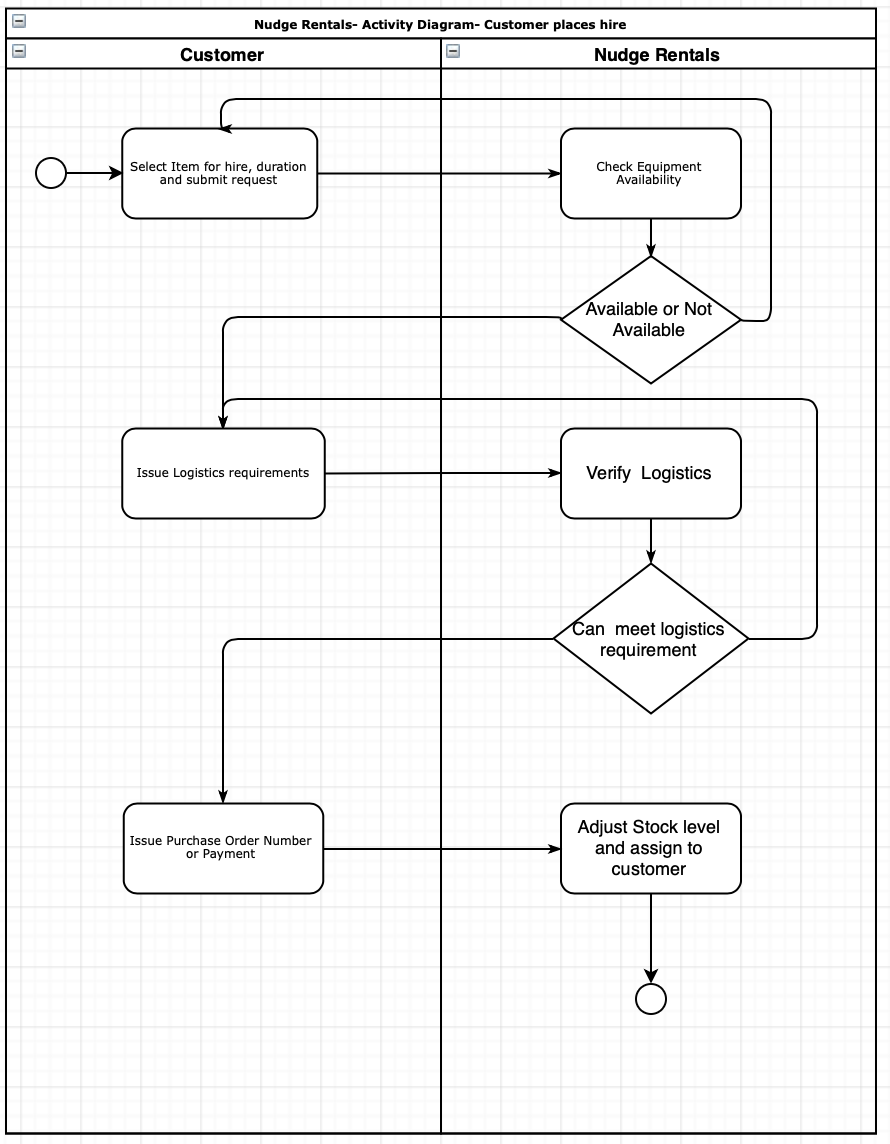 Nudge Rentals- Activity Diagram- Customer places hire
Customer
Nudge Rentals
Select Item for hire, duration
and submit request
Check Equipment
Availability
Available or Not
Available
Issue Logistics requirements
Verify  Logistics
Can  meet logistics
requirement
Issue Purchase Order Number
or Payment
Adjust Stock level
and assign to
customer